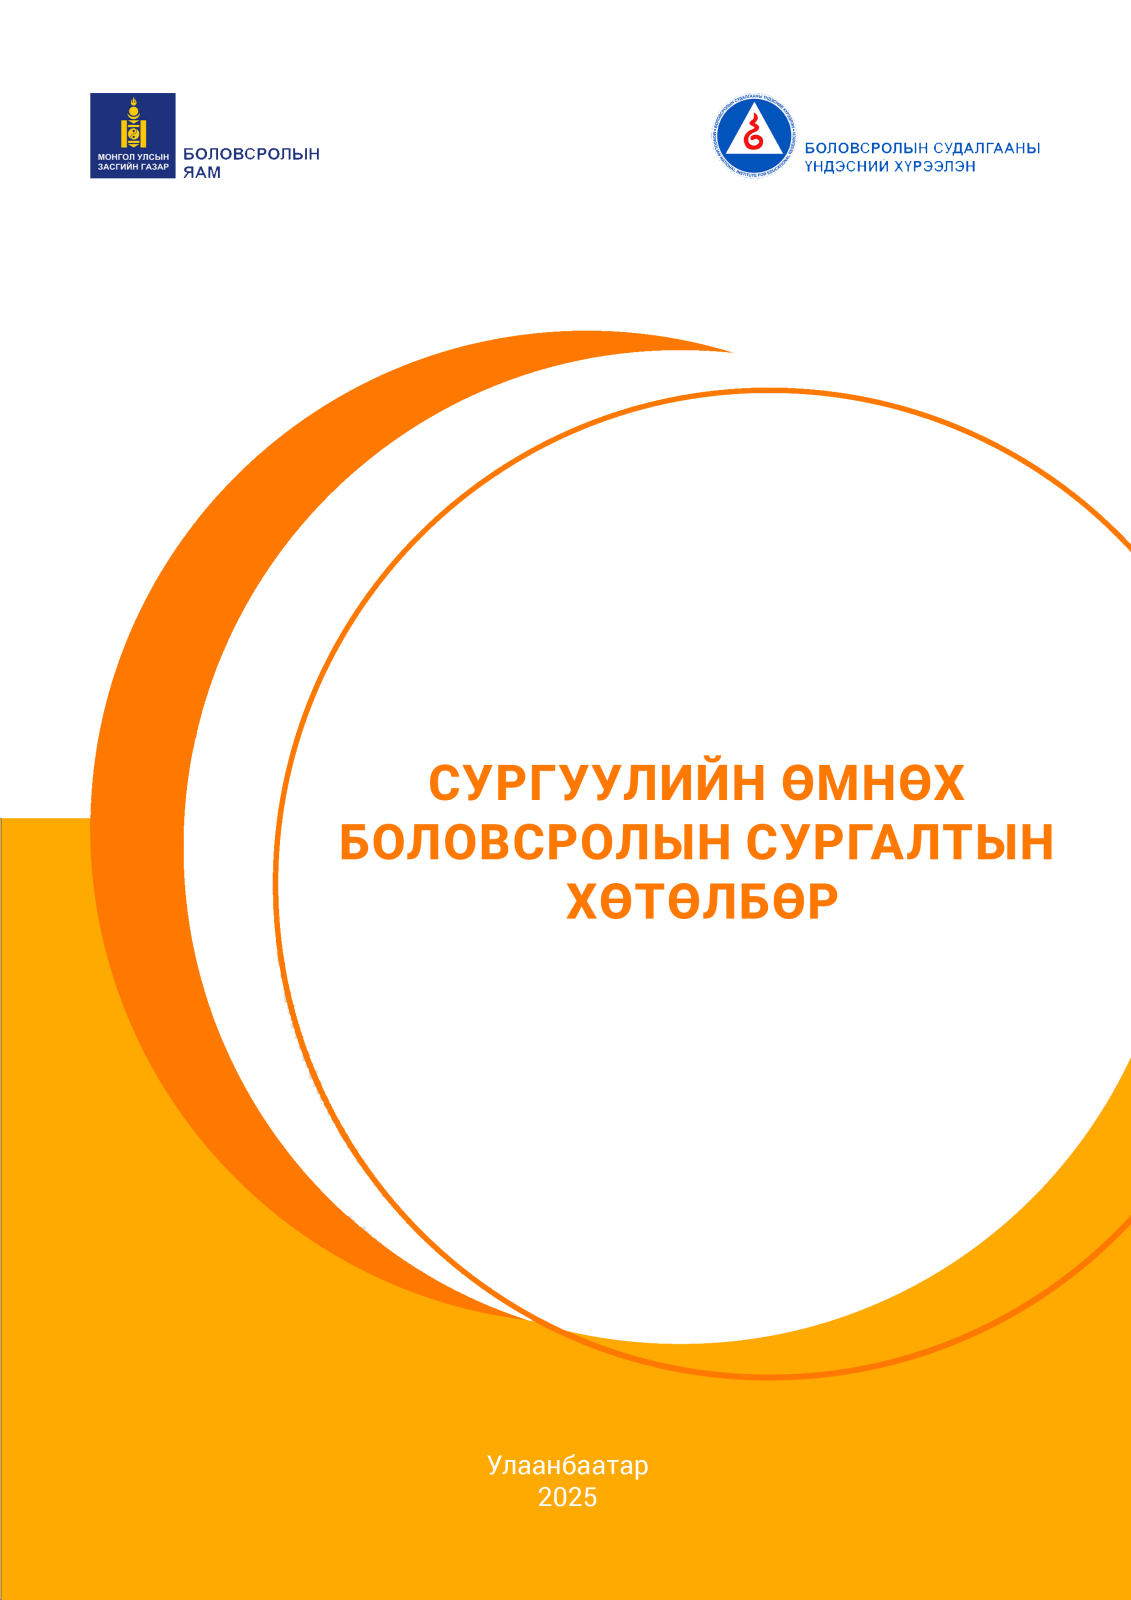 МОНГОЛ УЛСЫН
ЗАСГИЙН ГАЗАР
БОЛОВСРОЛЫН
ЯАМ
БОЛОВСРОЛЫН СУДАЛГААНЫ
ҮНДЭСНИЙ ХҮРЭЭЛЭН
СУРГУУЛИЙН ӨМНӨХ
БОЛОВСРОЛЫН СУРГАЛТЫН
ХӨТӨЛБӨР
Улаанбаатар
2025